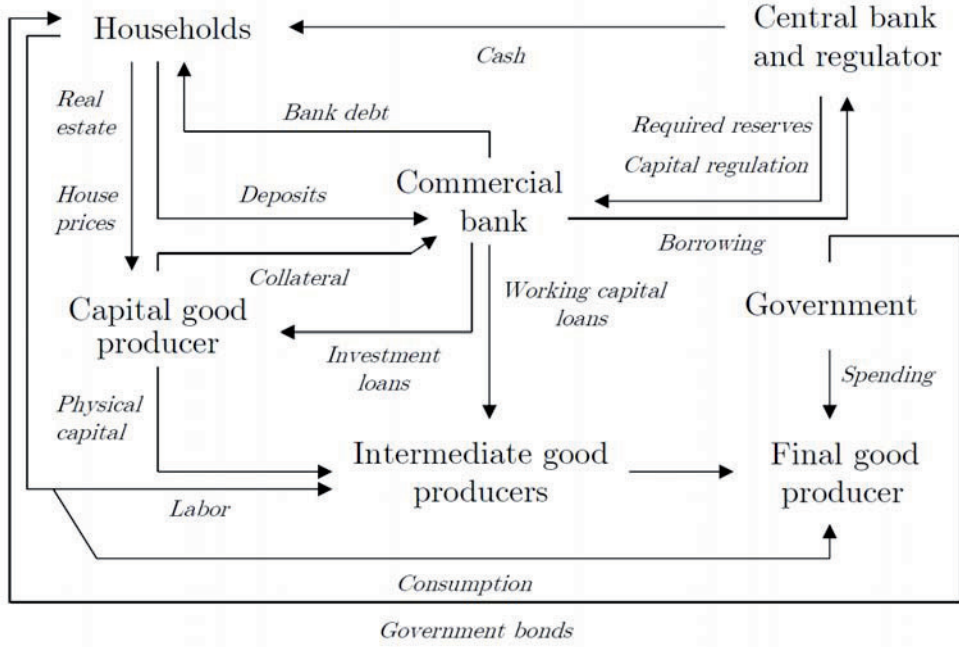 Households
Central bank
and regulator
Cash
Real
estate
Bank debt
Required reserves
Capital regulation
House
prices
Deposits
Commercial
bank
Borrowing
Collateral
Working capital
loans
Government
Capital good
producer
Investment
loans
Spending
Physical
capital
Intermediate good
producers
Final good
producer
Labor
Consumption
Government bonds